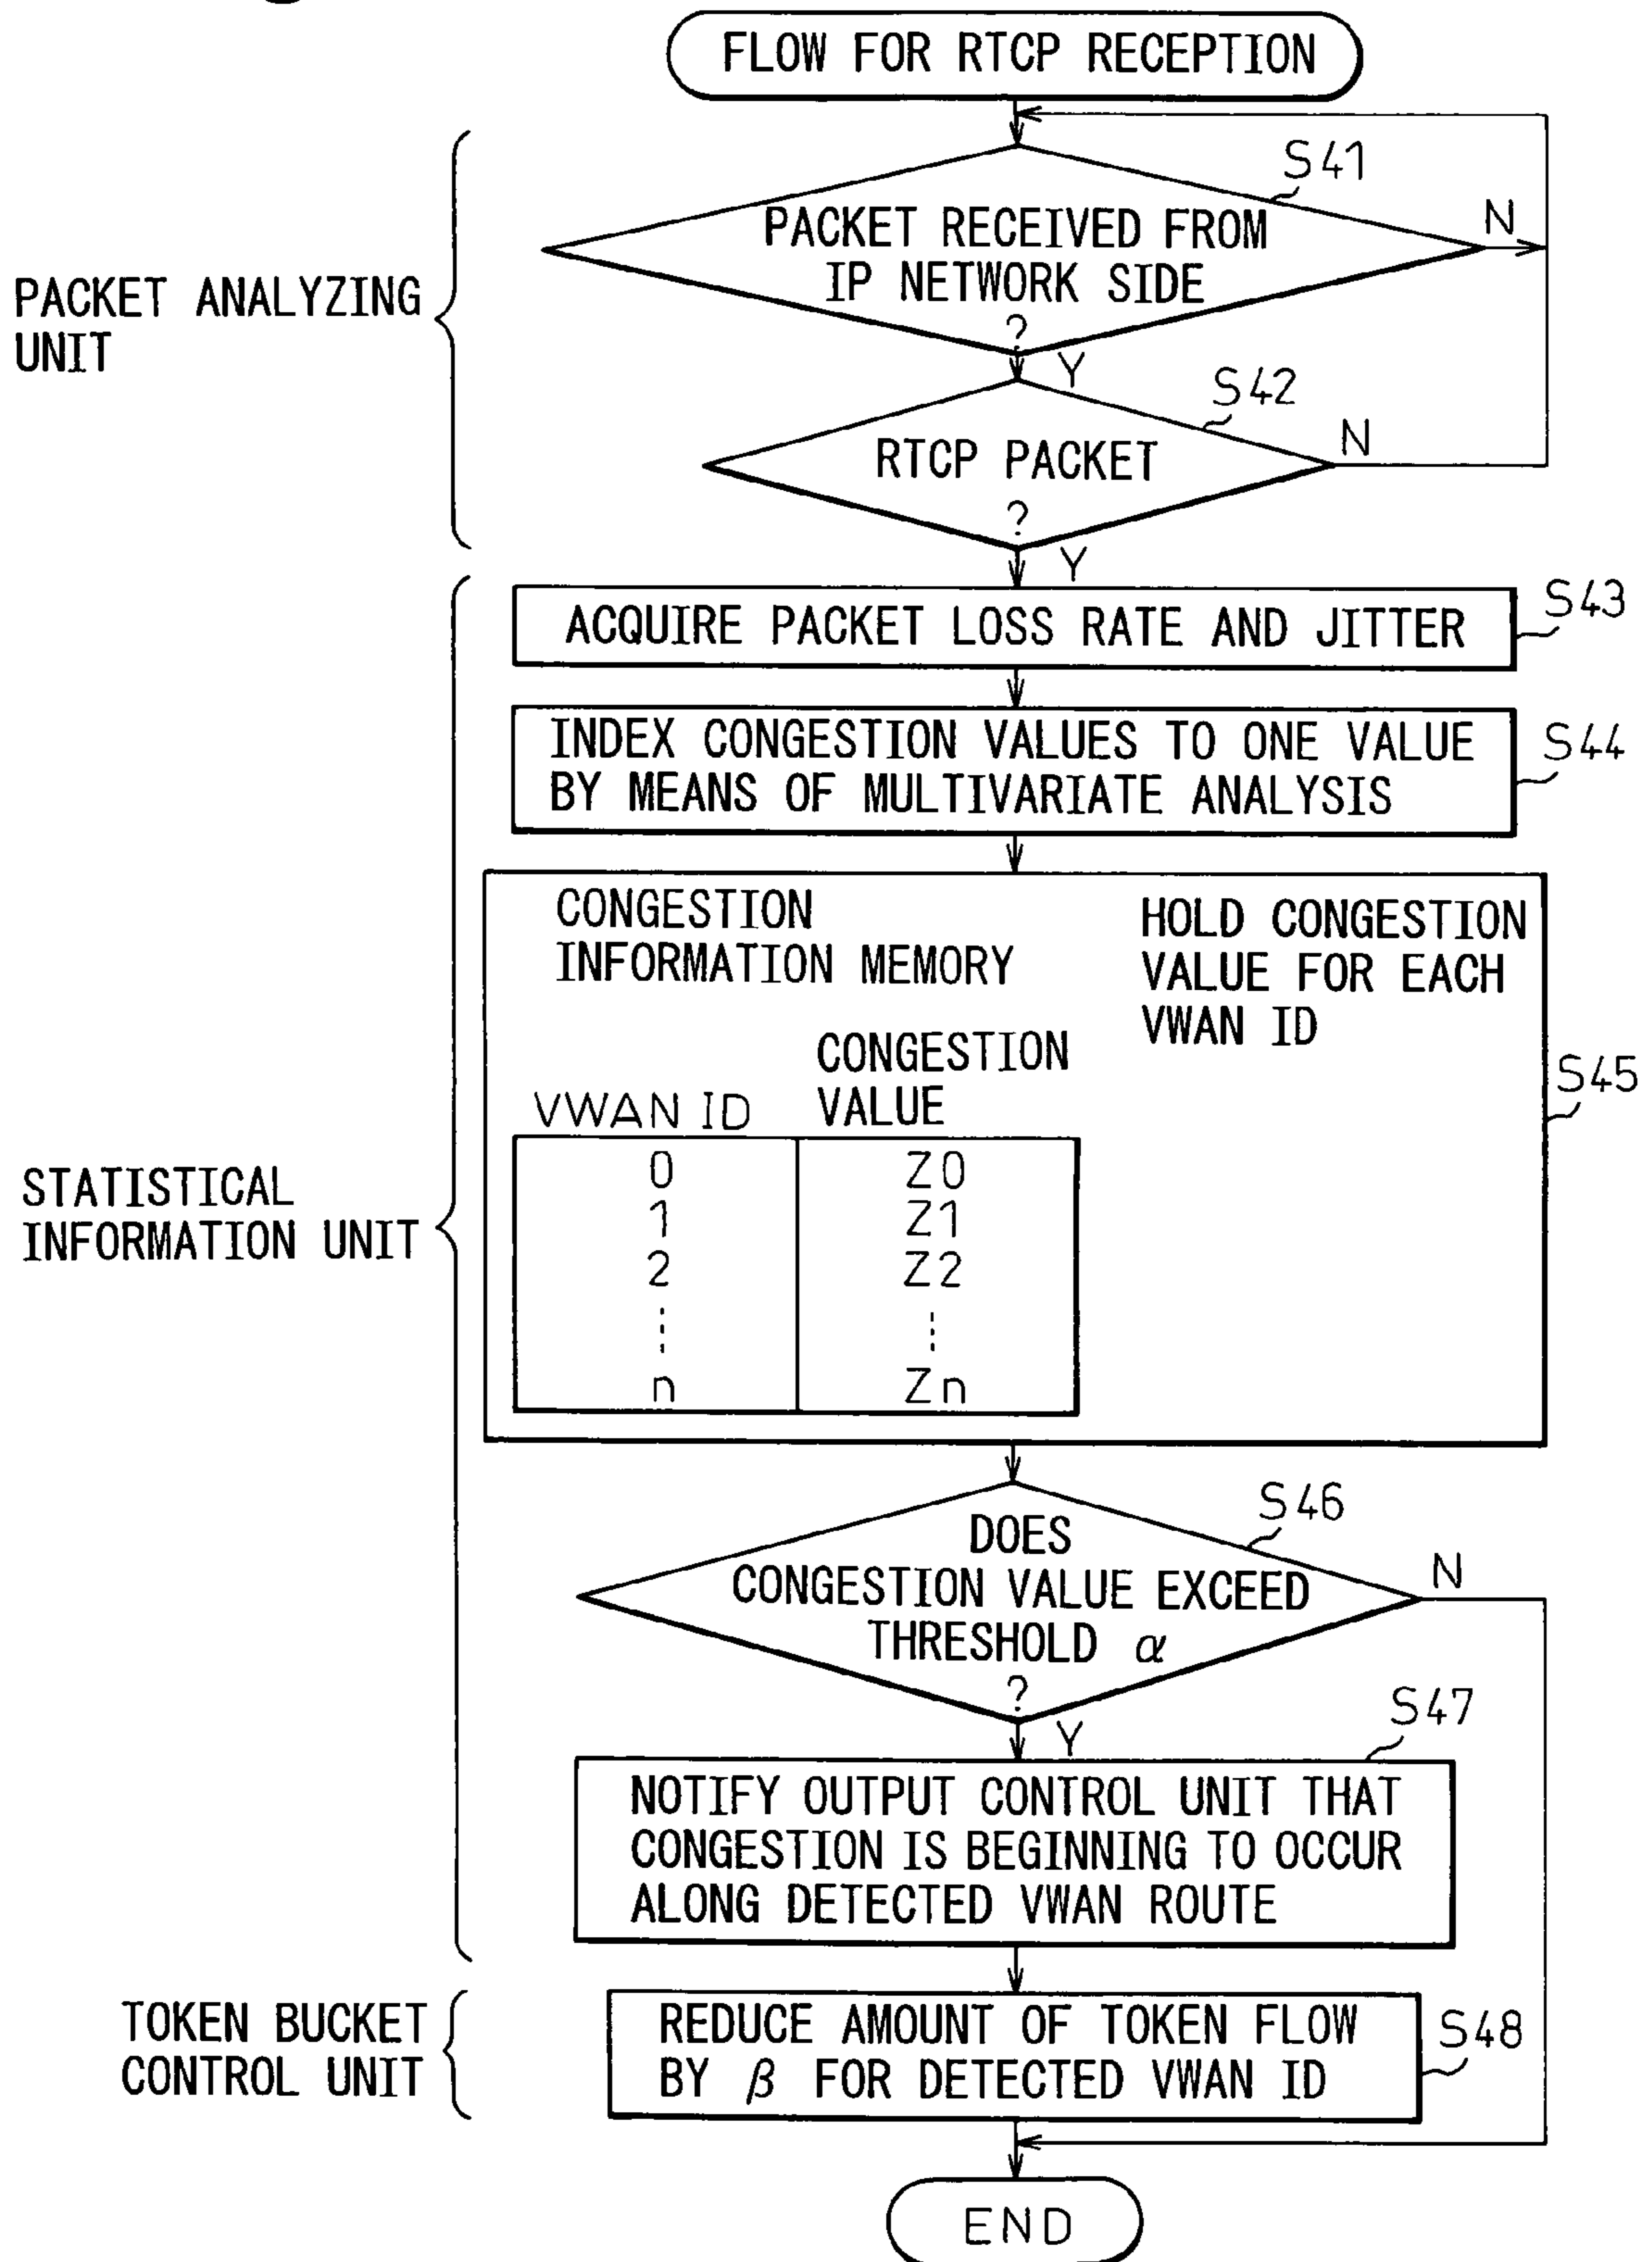 FLOW FOR RTCP RECEPTION
S41
PACKET RECEIVED FROM
IP NETWORK SIDE
?
N
Y
PACKET ANALYZING
UNIT
S42
RTCP PACKET
?
N
Y
S43
ACQUIRE PACKET LOSS RATE AND JITTER
S44
INDEX CONGESTION VALUES TO ONE VALUE
BY MEANS OF MULTIVARIATE ANALYSIS
CONGESTION
INFORMATION MEMORY
HOLD CONGESTION
VALUE FOR EACH
VWAN ID
S45
VWAN ID
CONGESTION
VALUE
0 Z0
1 Z1
2 Z2
⋮ ⋮
n Zn
STATISTICAL
INFORMATION UNIT
S46
DOES
CONGESTION VALUE EXCEED
THRESHOLD α
?
N
Y
S47
NOTIFY OUTPUT CONTROL UNIT THAT
CONGESTION IS BEGINNING TO OCCUR
ALONG DETECTED VWAN ROUTE
TOKEN BUCKET
CONTROL UNIT
S48
REDUCE AMOUNT OF TOKEN FLOW
BY β FOR DETECTED VWAN ID
END